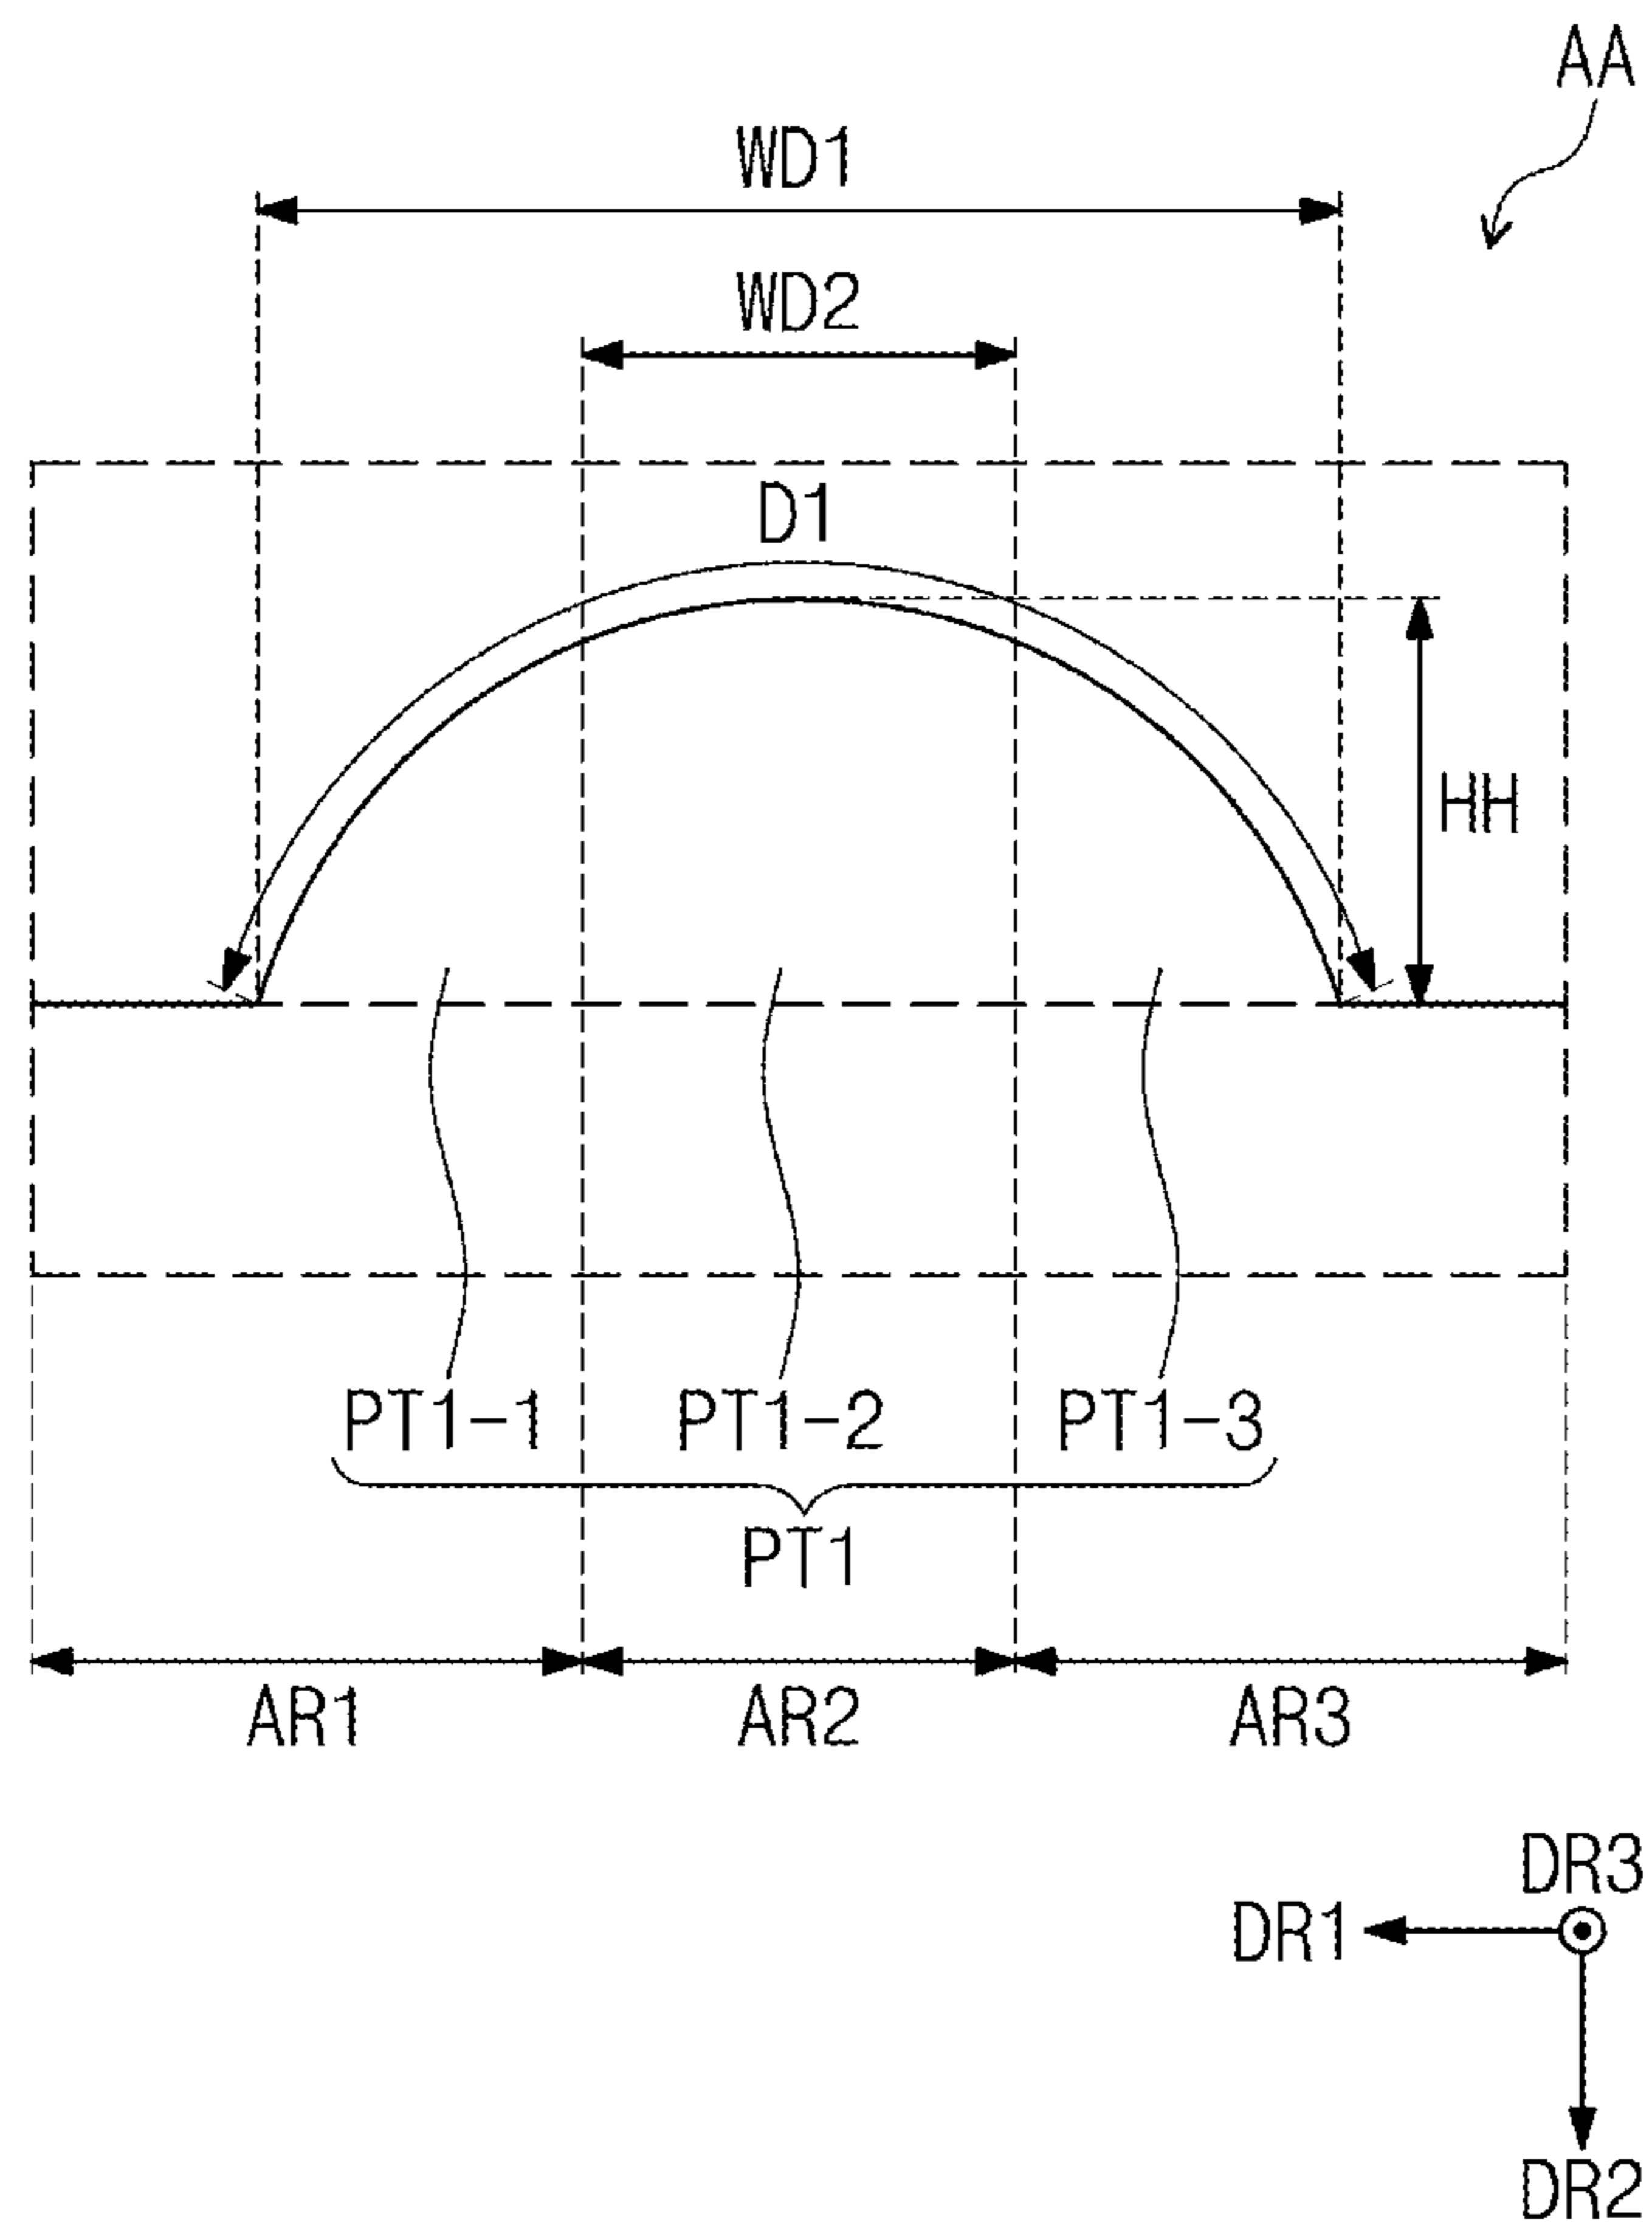 AA
WD1
WD2
D1
HH
PT1-1 PT1-2 PT1-3
PT1
AR1 AR2 AR3
DR3
DR1
DR2